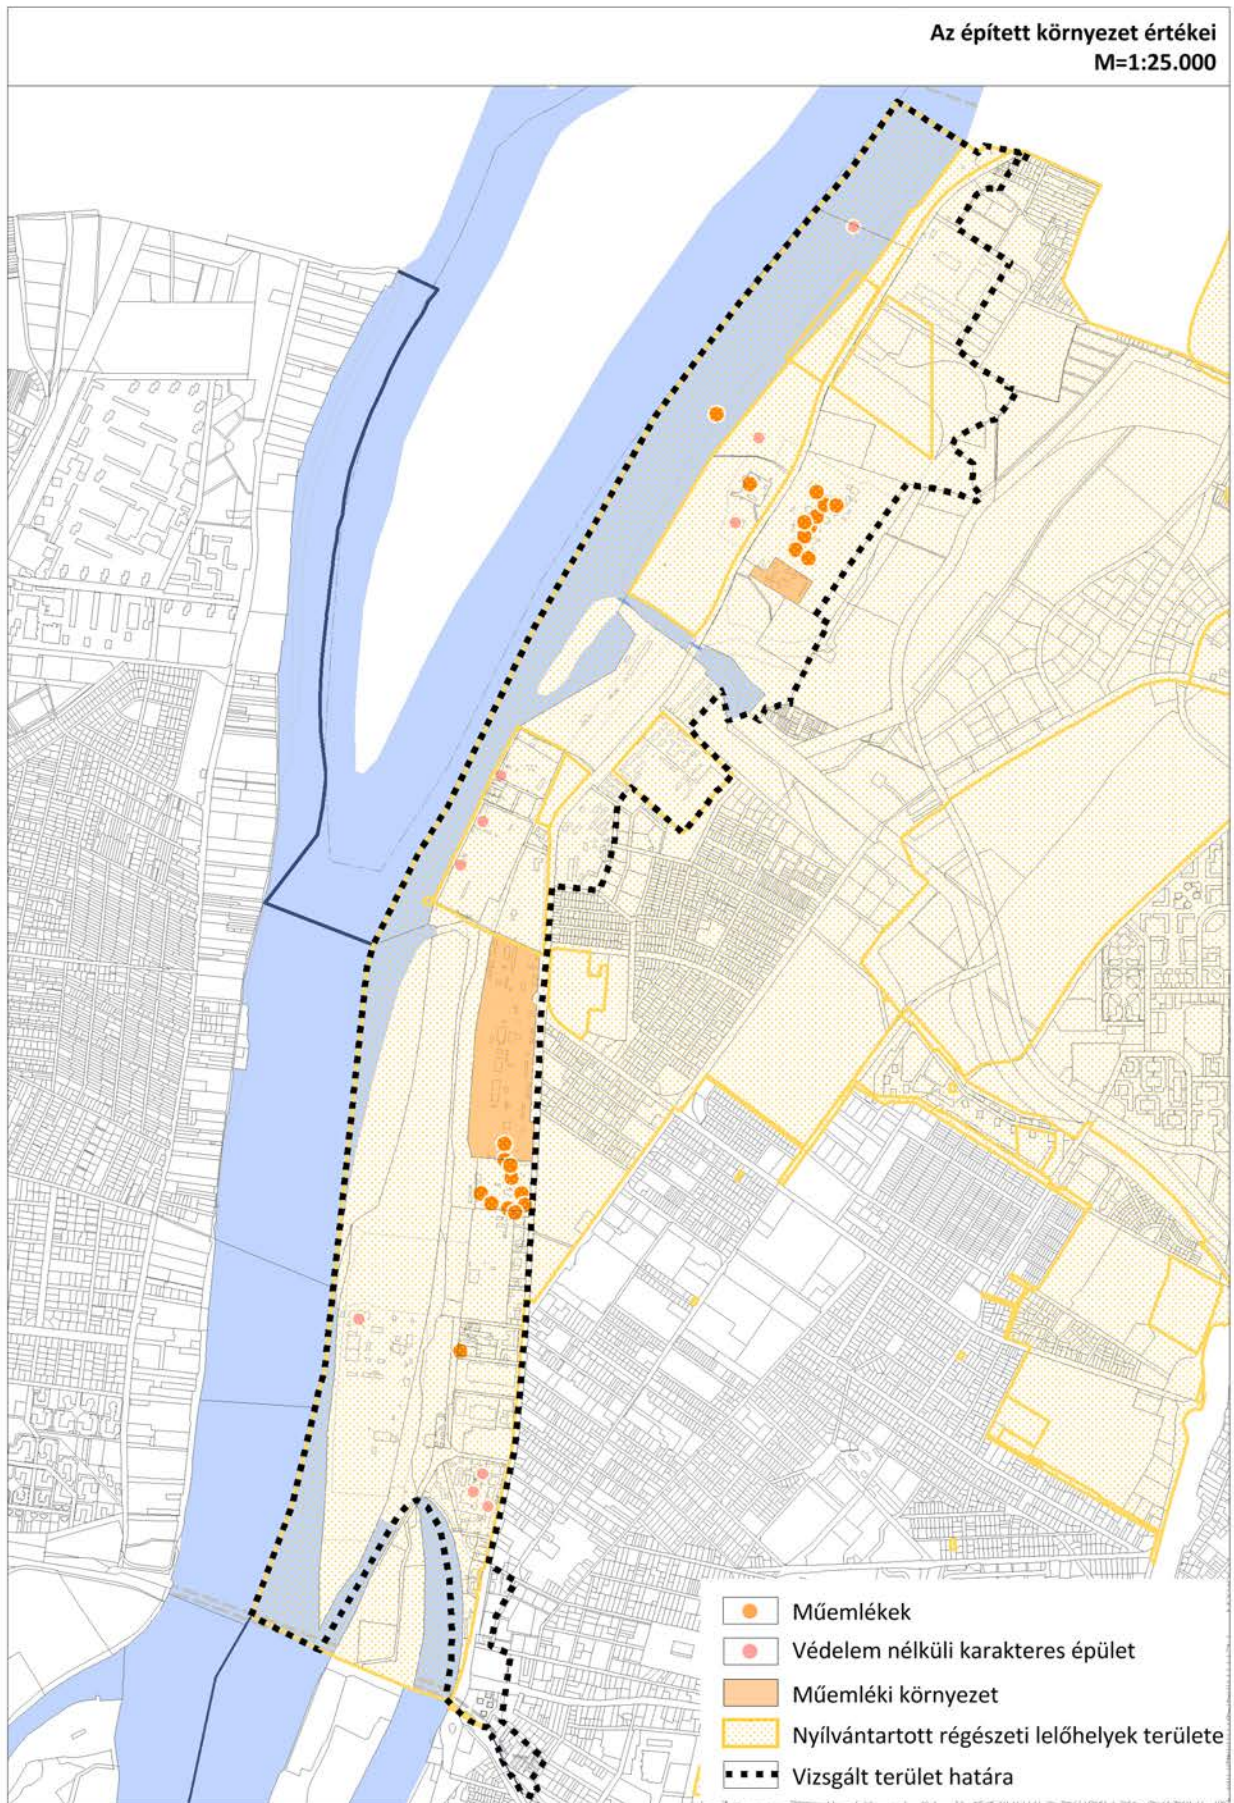 Az épített környezet értékei
M=1:25.000
Műemlékek
Védelem nélküli karakteres épület
Műemléki környezet
Nyílvántartott régészeti lelőhelyek területe
Vizsgált terület határa